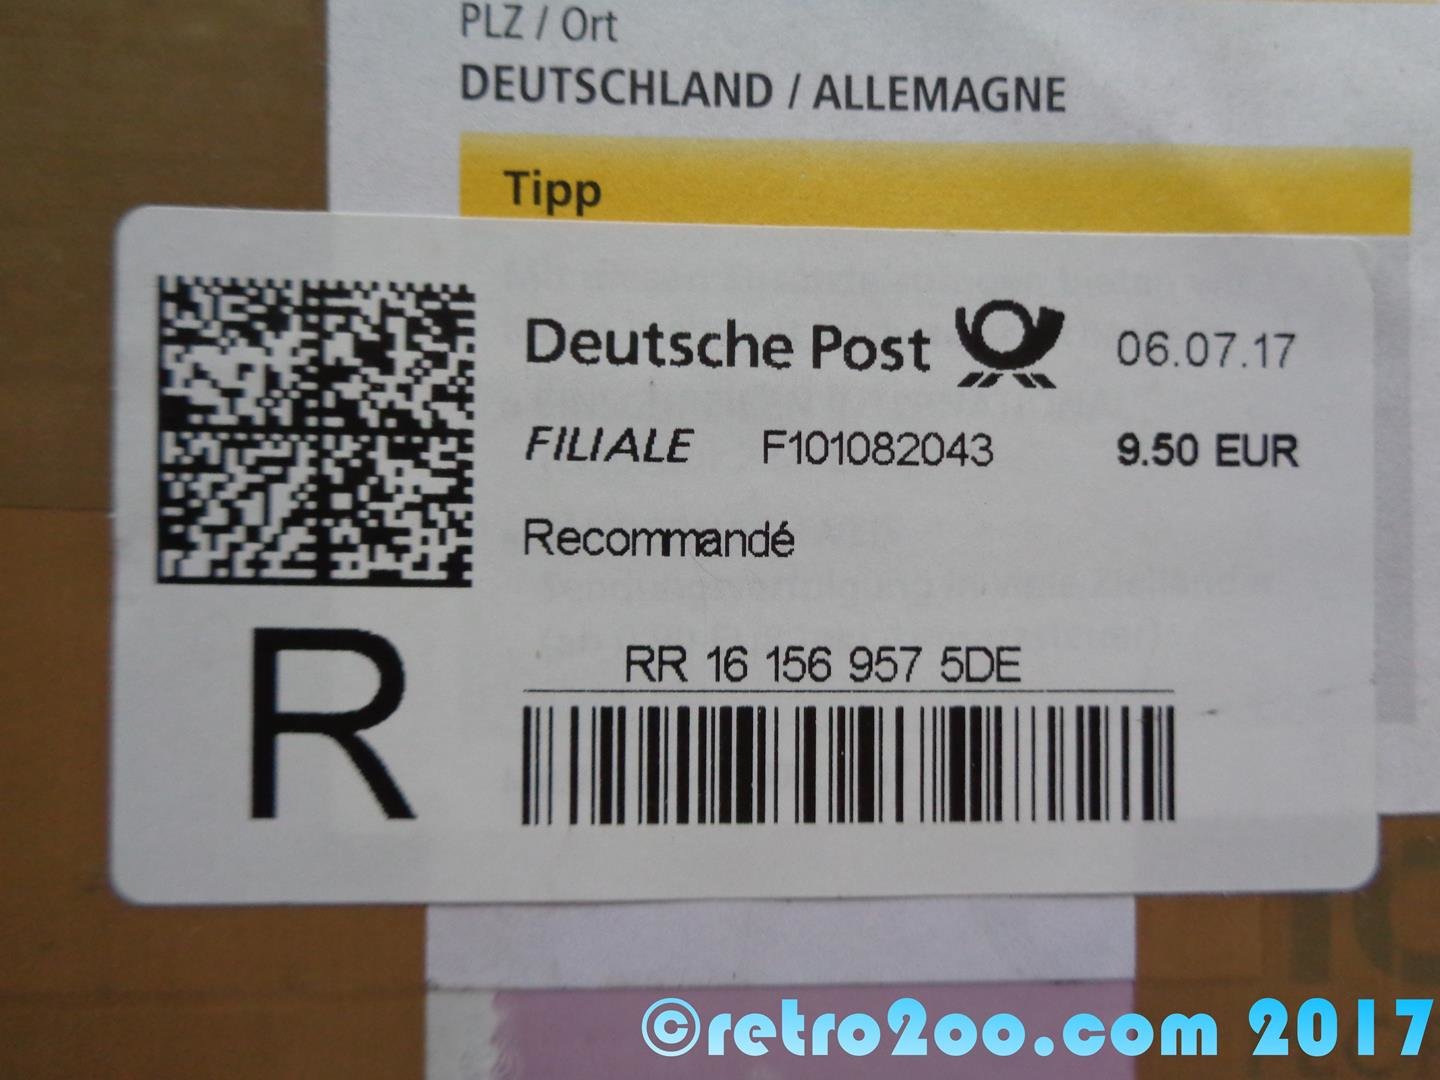 PLZ / Ort
DEUTSCHLAND / ALLEMAGNE
Tipp
Deutsche Post 06.07.17
FILIALE F101082043 9.50 EUR
Recommandé
R
RR 16 156 957 5DE
©retro2oo.com 2017